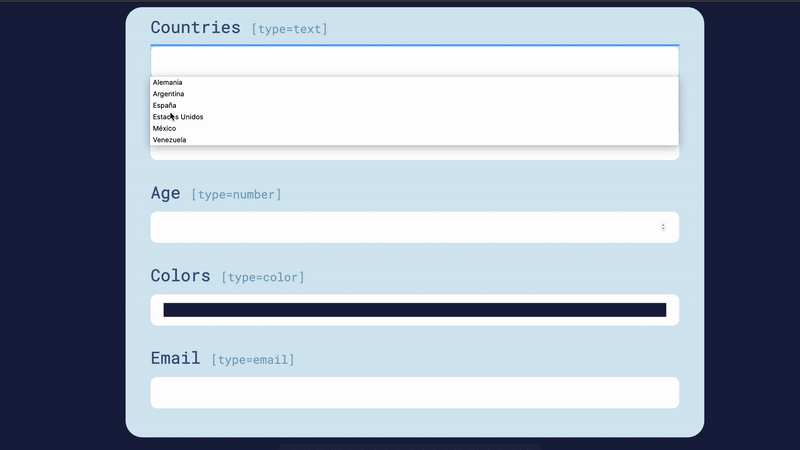 Countries [type=text]
Alemania
Argentina
España
Estados Unidos
México
Venezuela
Age [type=number]
Colors [type=color]
Email [type=email]